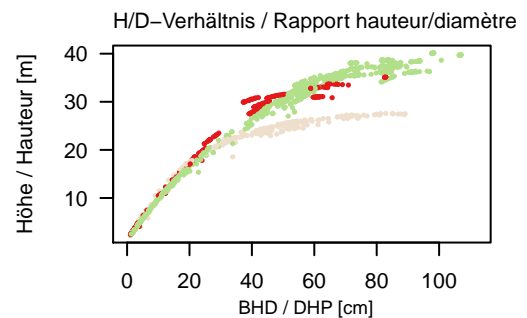 H/D−Verhältnis / Rapport hauteur/diamètre
Höhe / Hauteur [m]
40
30
20
10
0 20 40 60 80 100
BHD / DHP [cm]